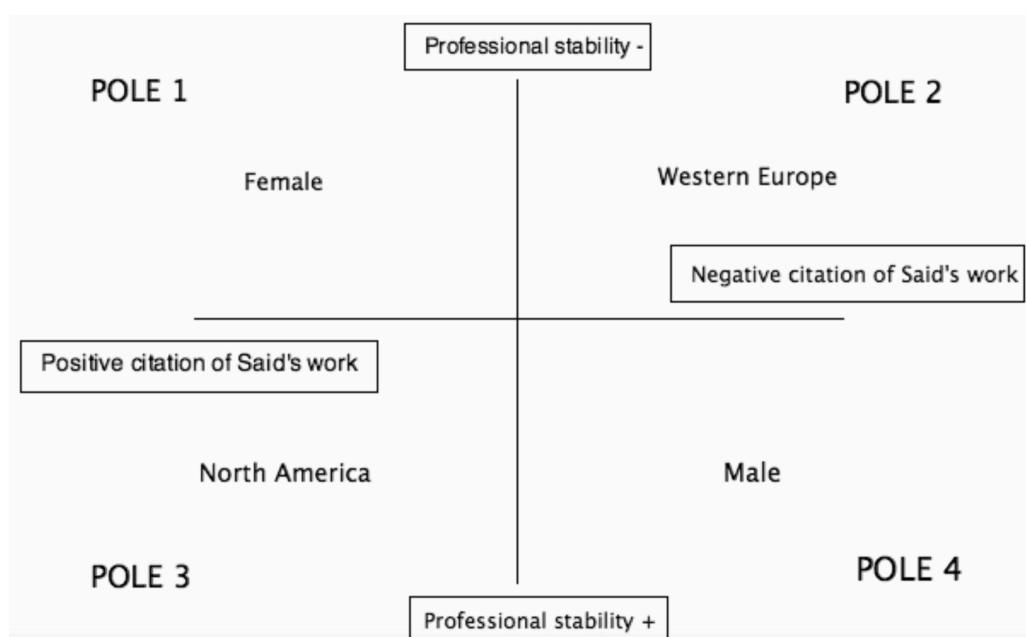 Professional stability -
POLE 1
POLE 2
Female
Western Europe
Negative citation of Said's work
Positive citation of Said's work
North America
Male
POLE 3
POLE 4
Professional stability +